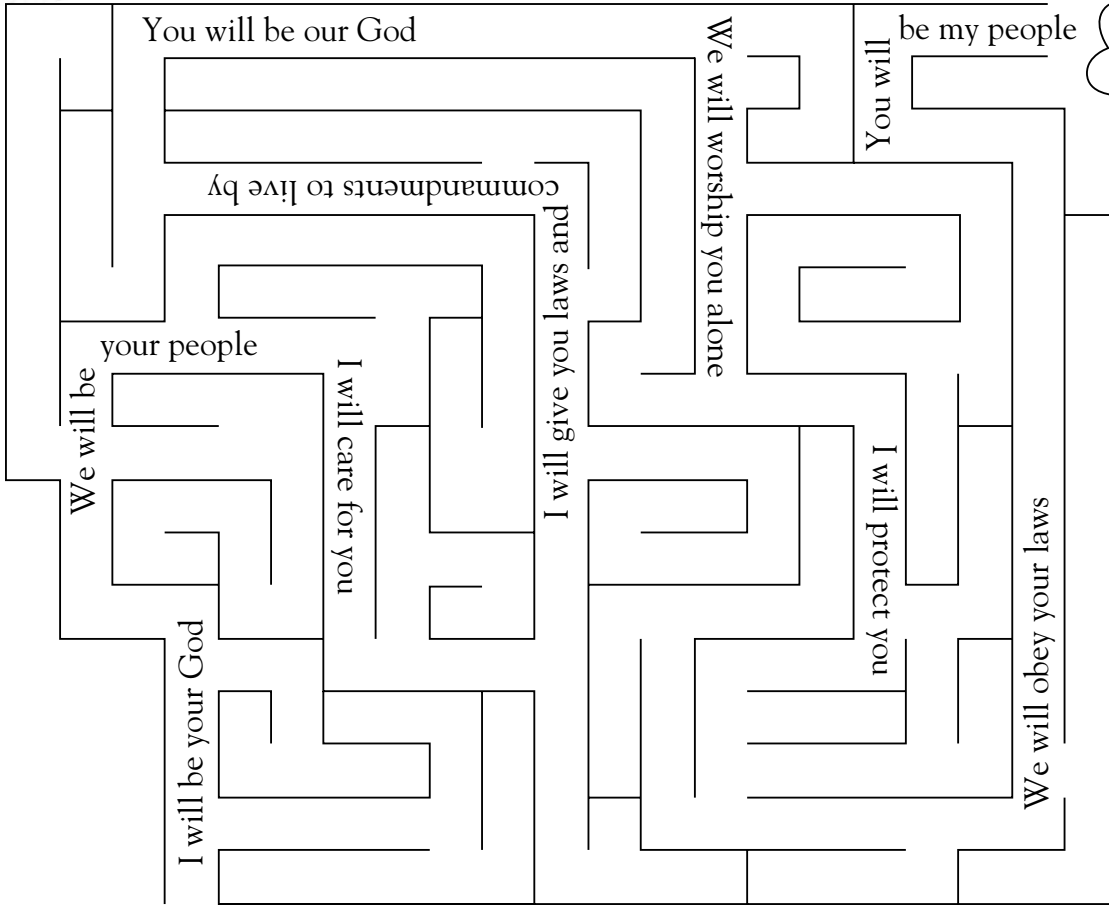 You will be our God
be my people
You will
We will worship you alone
commandments to live by
I will give you laws and
your people
We will be
I will care for you
I will protect you
We will obey your laws
I will be your God